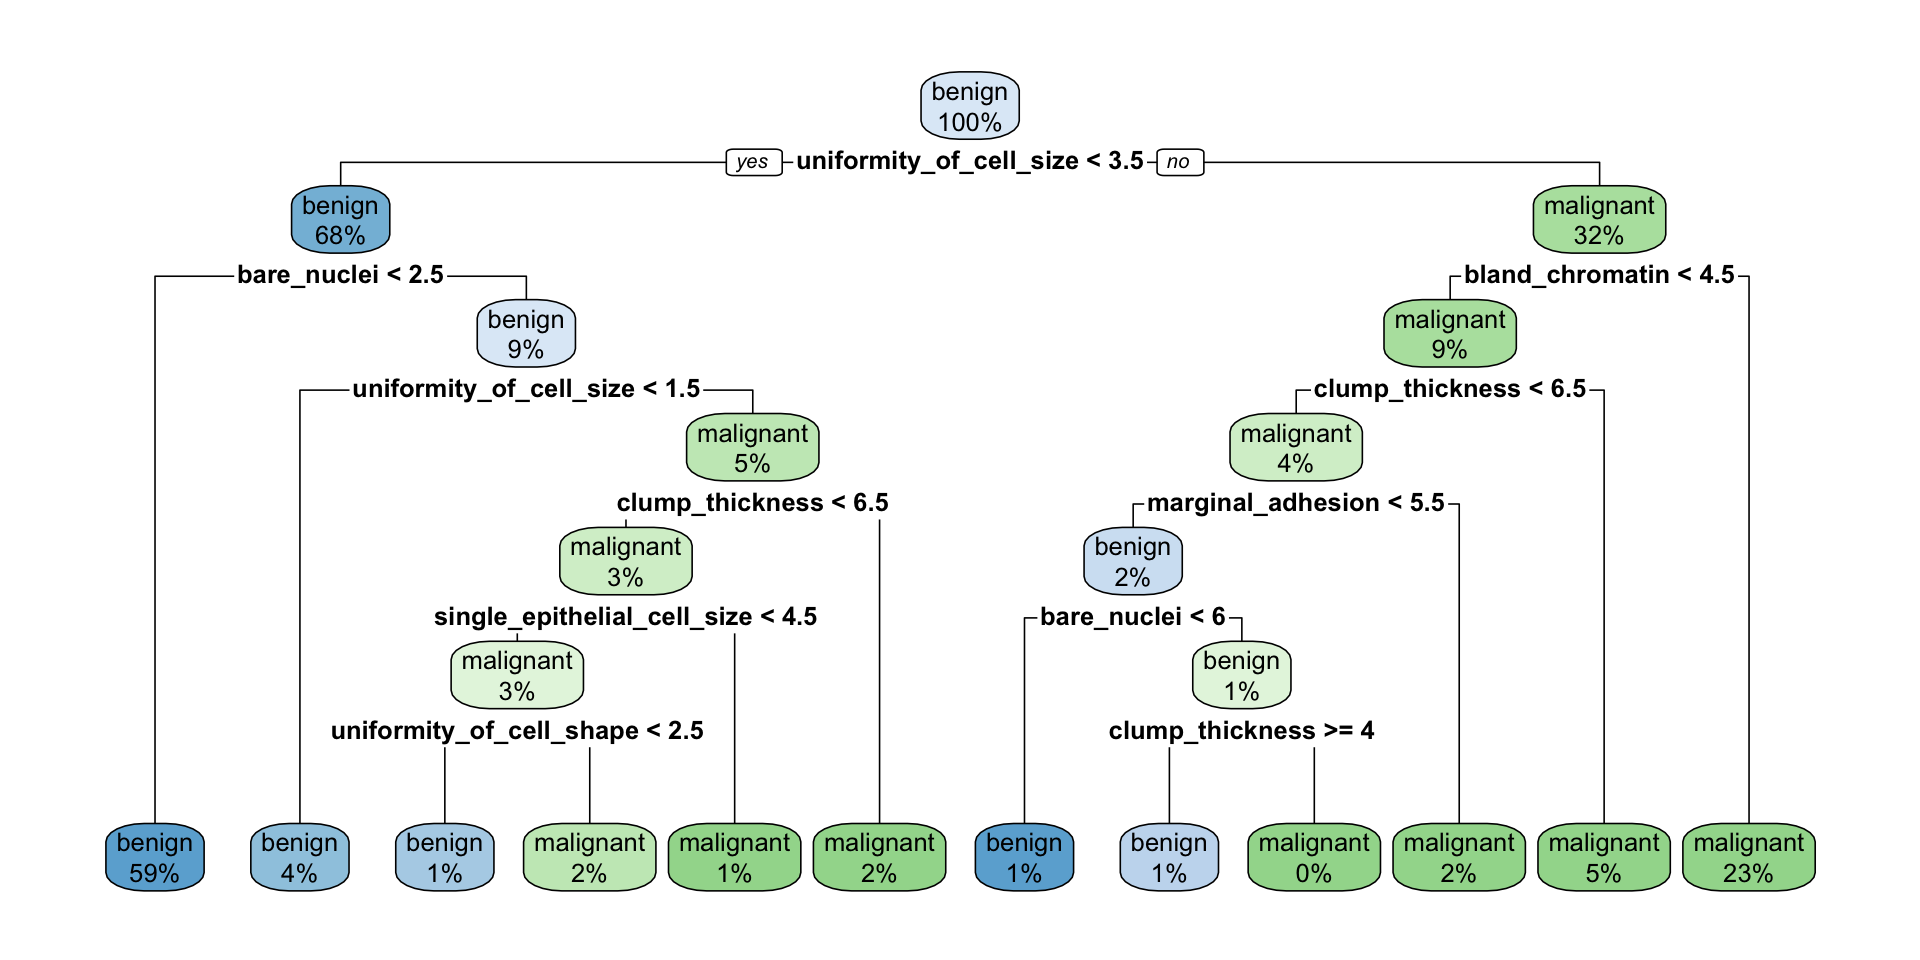 benign
100%
yes
uniformity_of_cell_size < 3.5
no
benign
68%
malignant
32%
bare_nuclei < 2.5
bland_chromatin < 4.5
benign
9%
malignant
9%
uniformity_of_cell_size < 1.5
clump_thickness < 6.5
malignant
5%
malignant
4%
clump_thickness < 6.5
marginal_adhesion < 5.5
malignant
3%
benign
2%
single_epithelial_cell_size < 4.5
bare_nuclei < 6
malignant
3%
benign
1%
uniformity_of_cell_shape < 2.5
clump_thickness >= 4
benign
59%
benign
4%
benign
1%
malignant
2%
malignant
1%
malignant
2%
benign
1%
benign
1%
malignant
0%
malignant
2%
malignant
5%
malignant
23%